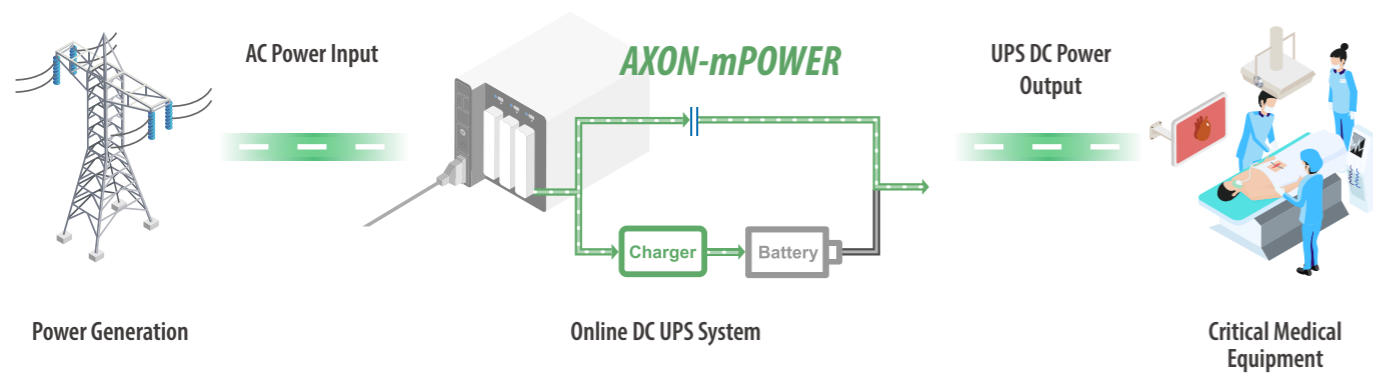 AC Power Input
AXON-mPOWER
UPS DC Power
Output
Charger
Battery
Power Generation
Online DC UPS System
Critical Medical
Equipment